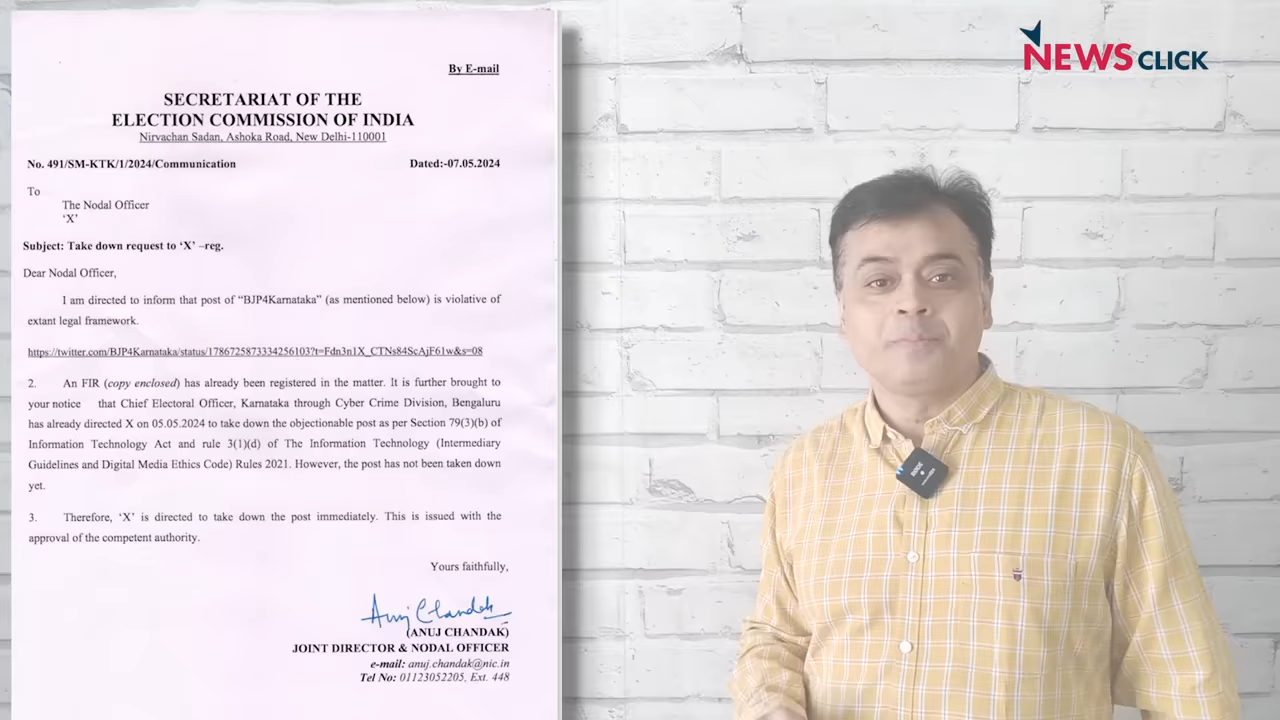 By E-mail
SECRETARIAT OF THE
ELECTION COMMISSION OF INDIA
Nirvachan Sadan, Ashoka Road, New Delhi-110001
No. 491/SM-KTK/1/2024/Communication Dated:-07.05.2024
To
The Nodal Officer
‘X’
Subject: Take down request to ‘X’ –reg.
Dear Nodal Officer,
I am directed to inform that post of “BJP4Karnataka” (as mentioned below) is violative of
extant legal framework.
https://twitter.com/BJP4Karnataka/status/1786725873334256103?t=Fdn3n1X_CTNs84ScAjF61w&s=08
2. An FIR (copy enclosed) has already been registered in the matter. It is further brought to
your notice that Chief Electoral Officer, Karnataka through Cyber Crime Division, Bengaluru
has already directed X on 05.05.2024 to take down the objectionable post as per Section 79(3)(b) of
Information Technology Act and rule 3(1)(d) of The Information Technology (Intermediary
Guidelines and Digital Media Ethics Code) Rules 2021. However, the post has not been taken down
yet.
3. Therefore, ‘X’ is directed to take down the post immediately. This is issued with the
approval of the competent authority.
Yours faithfully,
Anuj Chandak
(ANUJ CHANDAK)
JOINT DIRECTOR & NODAL OFFICER
e-mail: anuj.chandak@nic.in
Tel No: 01123052205, Ext. 448
NEWS CLICK